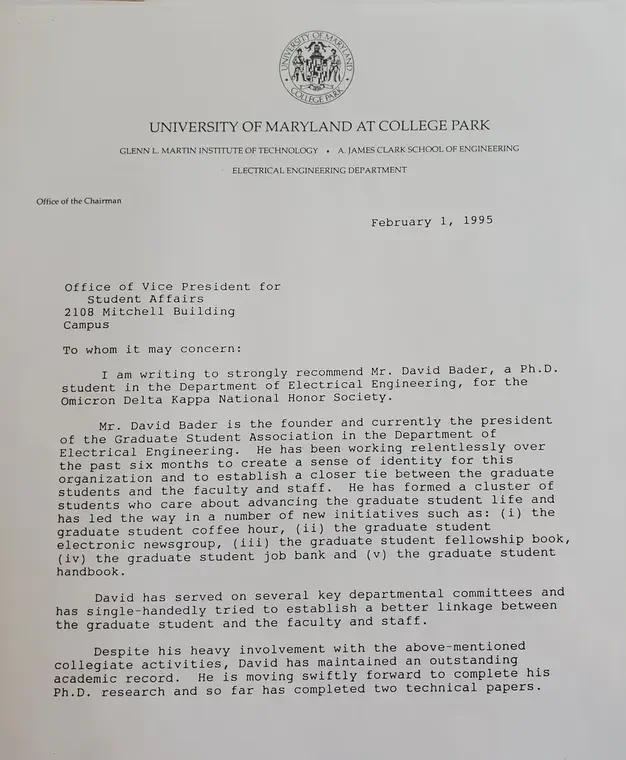 UNIVERSITY OF MARYLAND
COLLEGE PARK
UNIVERSITY OF MARYLAND AT COLLEGE PARK
GLENN L. MARTIN INSTITUTE OF TECHNOLOGY • A. JAMES CLARK SCHOOL OF ENGINEERING
ELECTRICAL ENGINEERING DEPARTMENT
Office of the Chairman
February 1, 1995
Office of Vice President for
Student Affairs
2108 Mitchell Building
Campus
To whom it may concern:
I am writing to strongly recommend Mr. David Bader, a Ph.D.
student in the Department of Electrical Engineering, for the
Omicron Delta Kappa National Honor Society.
Mr. David Bader is the founder and currently the president
of the Graduate Student Association in the Department of
Electrical Engineering. He has been working relentlessly over
the past six months to create a sense of identity for this
organization and to establish a closer tie between the graduate
students and the faculty and staff. He has formed a cluster of
students who care about advancing the graduate student life and
has led the way in a number of new initiatives such as: (i) the
graduate student coffee hour, (ii) the graduate student
electronic newsgroup, (iii) the graduate student fellowship book,
(iv) the graduate student job bank and (v) the graduate student
handbook.
David has served on several key departmental committees and
has single-handedly tried to establish a better linkage between
the graduate student and the faculty and staff.
Despite his heavy involvement with the above-mentioned
collegiate activities, David has maintained an outstanding
academic record. He is moving swiftly forward to complete his
Ph.D. research and so far has completed two technical papers.